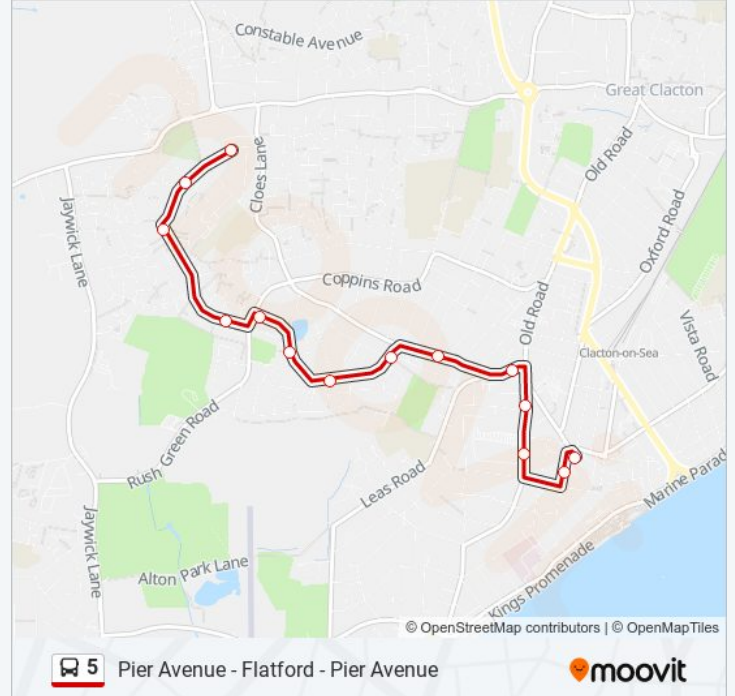 Constable Avenue
Great Clacton
Cloes Lane
Old Road
Jaywick Lane
Oxford Road
Coppins Road
Old Road
Vista Road
Clacton-on-Sea
Rush Green Road
Leas Road
Marine Parad
Jaywick Lane
Alton Park Lane
Kings Promenade
© OpenStreetMap contributors | © OpenMapTiles
5 Pier Avenue - Flatford - Pier Avenue
moovit